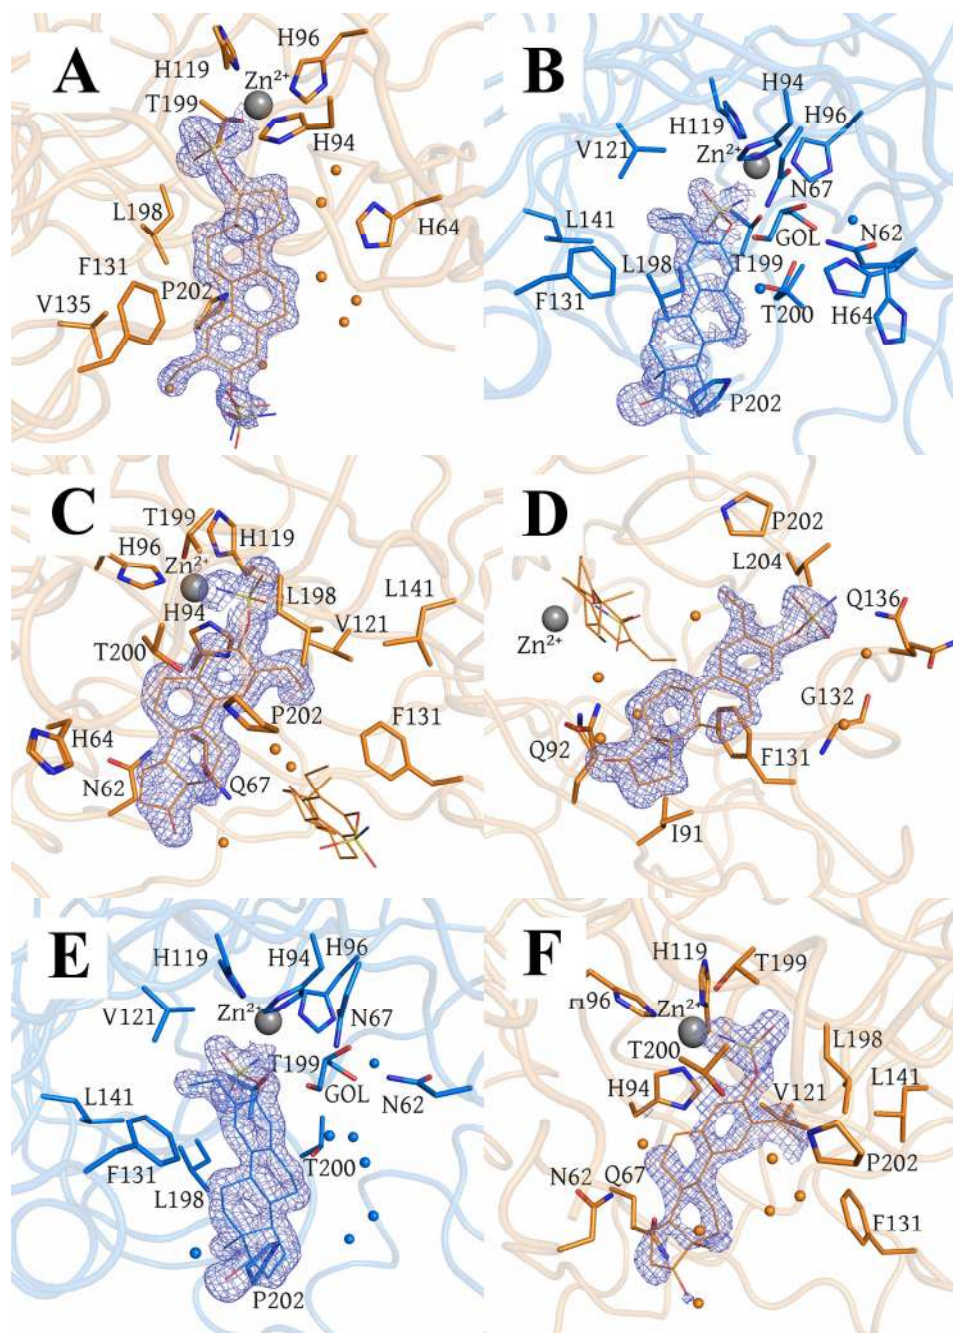 A
H96
H119
Zn²⁺
T199
H94
H64
L198
F131
P202
V135
B
H94
H119
H96
V121
Zn²⁺
N67
L141
GOL
N62
L198
T199
F131
T200
H64
P202
C
T199
H119
H96
Zn²⁺
L198
L141
H94
V121
T200
P202
F131
H64
N62
Q67
D
P202
L204
Q136
Zn²⁺
G132
Q92
F131
I91
E
H119
H94
H96
V121
Zn²⁺
N67
T199
GOL
N62
L141
F131
T200
L198
P202
F
H119
T199
H96
Zn²⁺
T200
L198
H94
V121
L141
P202
N62
Q67
F131